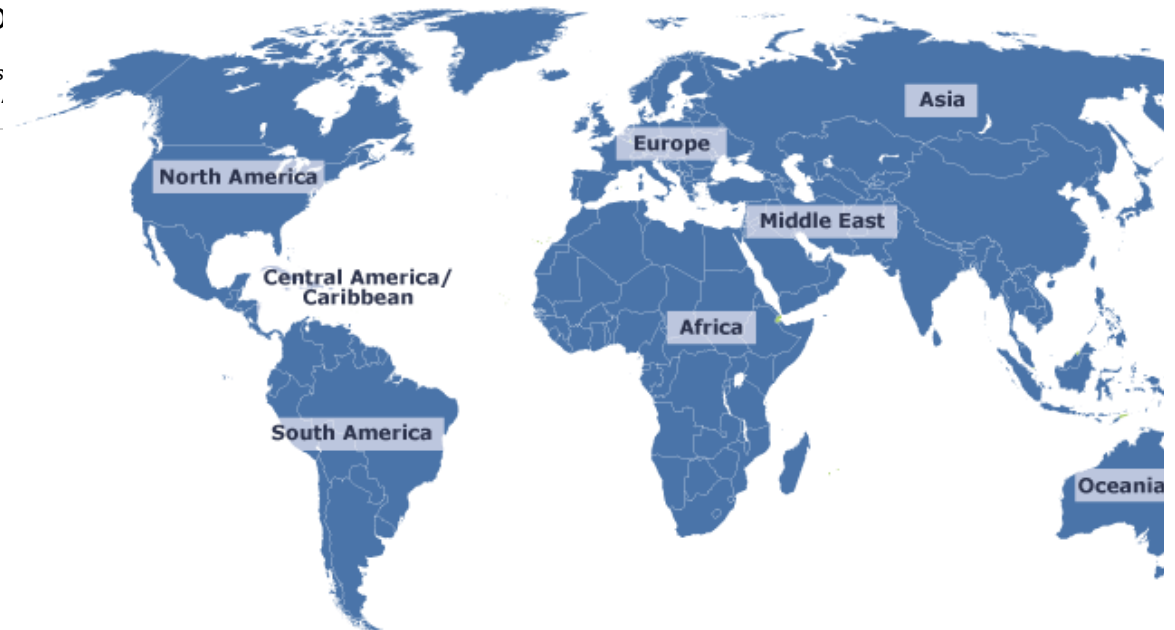 Asia
Europe
North America
Middle East
Central America/
Caribbean
Africa
South America
Oceania